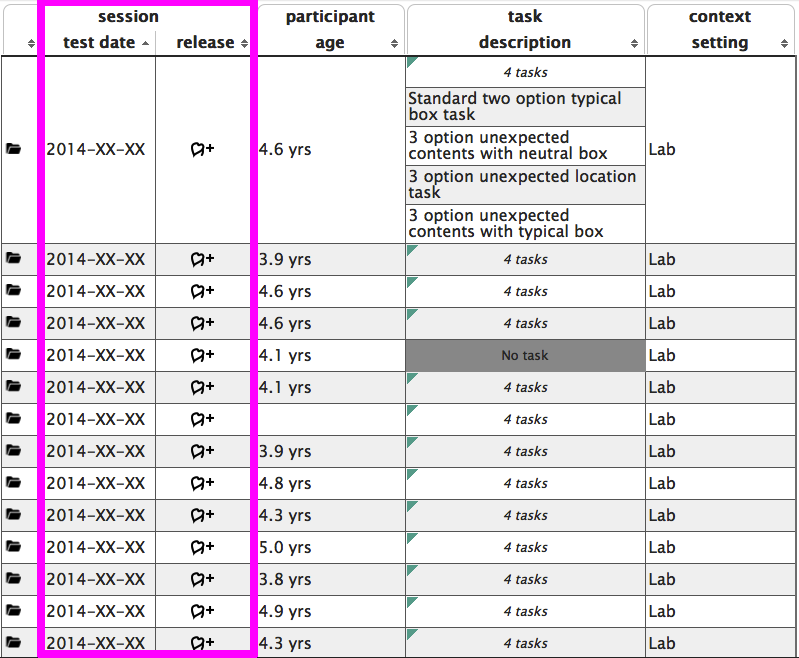 session participant task context
test date release age description setting
4 tasks
Standard two option typical
box task
3 option unexpected
contents with neutral box
2014-XX-XX + 4.6 yrs Lab
3 option unexpected location
task
3 option unexpected
contents with typical box
2014-XX-XX + 3.9 yrs 4 tasks Lab
2014-XX-XX + 4.6 yrs 4 tasks Lab
2014-XX-XX + 4.6 yrs 4 tasks Lab
2014-XX-XX + 4.1 yrs No task Lab
2014-XX-XX + 4.1 yrs 4 tasks Lab
2014-XX-XX + 4 tasks Lab
2014-XX-XX + 3.9 yrs 4 tasks Lab
2014-XX-XX + 4.8 yrs 4 tasks Lab
2014-XX-XX + 4.3 yrs 4 tasks Lab
2014-XX-XX + 5.0 yrs 4 tasks Lab
2014-XX-XX + 3.8 yrs 4 tasks Lab
2014-XX-XX + 4.9 yrs 4 tasks Lab
2014-XX-XX + 4.3 yrs 4 tasks Lab